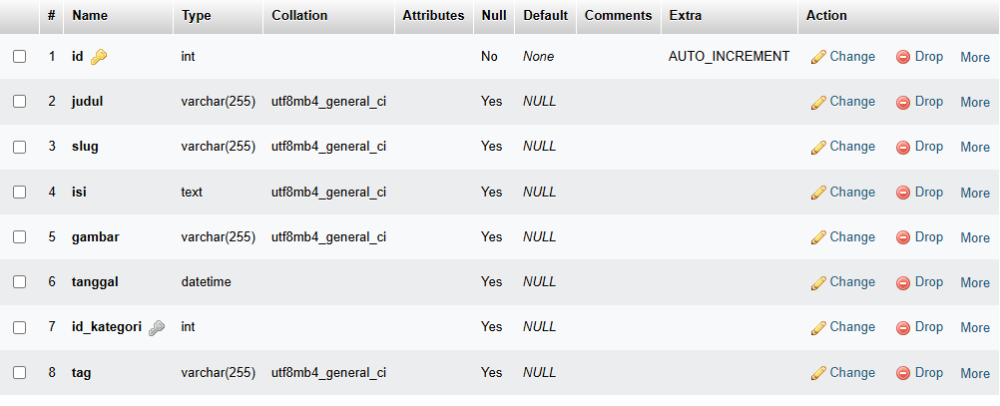 # Name Type Collation Attributes Null Default Comments Extra Action
1 id int No None AUTO_INCREMENT Change Drop More
2 judul varchar(255) utf8mb4_general_ci Yes NULL Change Drop More
3 slug varchar(255) utf8mb4_general_ci Yes NULL Change Drop More
4 isi text utf8mb4_general_ci Yes NULL Change Drop More
5 gambar varchar(255) utf8mb4_general_ci Yes NULL Change Drop More
6 tanggal datetime Yes NULL Change Drop More
7 id_kategori int Yes NULL Change Drop More
8 tag varchar(255) utf8mb4_general_ci Yes NULL Change Drop More